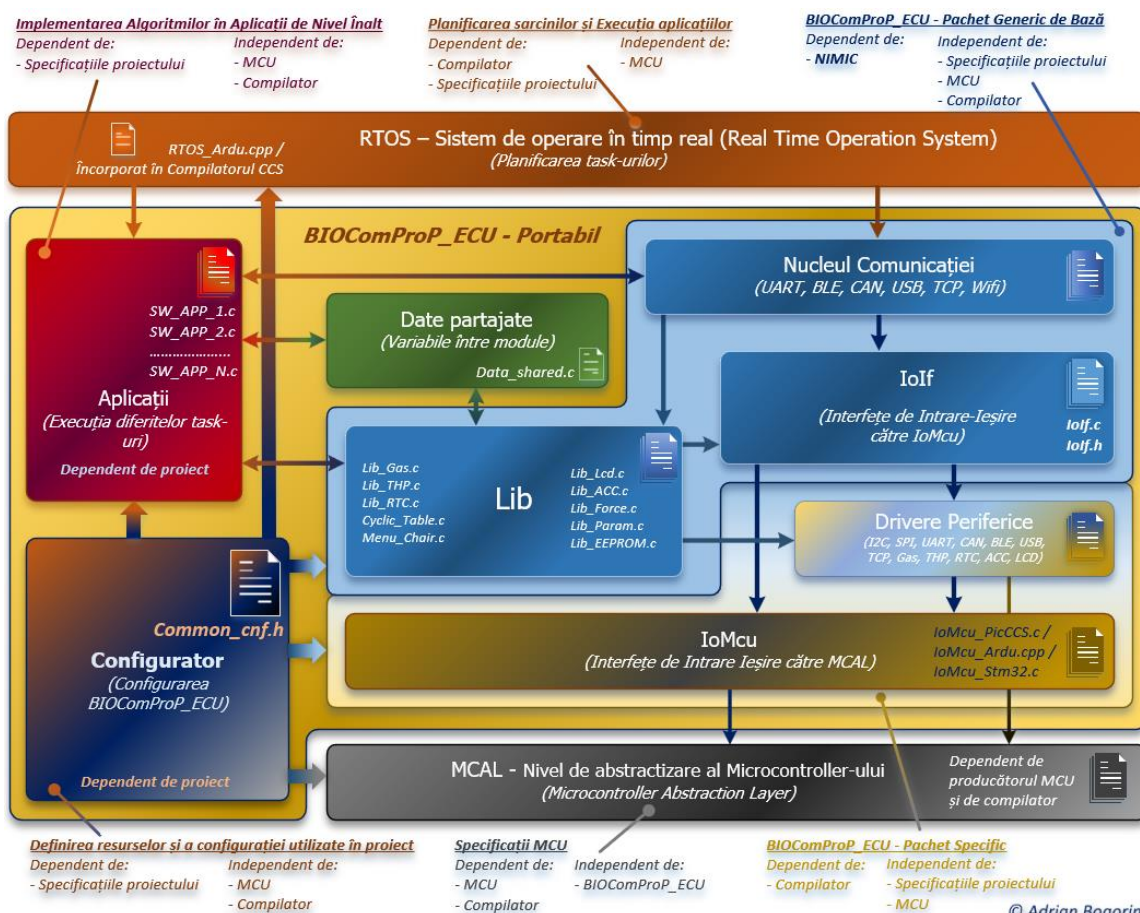 Implementarea Algoritmilor în Aplicații de Nivel Înalt
Dependent de:
- Specificațiile proiectului
Independent de:
- MCU
- Compilator
Planificarea sarcinilor și Execuția aplicațiilor
Dependent de:
- Compilator
- Specificațiile proiectului
Independent de:
- MCU
BIOComProP_ECU - Pachet Generic de Bază
Dependent de:
- NIMIC
Independent de:
- Specificațiile proiectului
- MCU
- Compilator
RTOS_Ardu.cpp /
Încorporat în Compilatorul CCS
RTOS – Sistem de operare în timp real (Real Time Operation System)
(Planificarea task-urilor)
BIOComProP_ECU - Portabil
SW_APP_1.c
SW_APP_2.c
.....................
SW_APP_N.c
Aplicații
(Execuția diferitelor task-
uri)
Dependent de proiect
Date partajate
(Variabile între module)
Data_shared.c
Nucleul Comunicației
(UART, BLE, CAN, USB, TCP, Wifi)
IoIf
(Interfețe de Intrare-Ieșire
către IoMcu)
IoIf.c
IoIf.h
Lib_Gas.c
Lib_THP.c
Lib_RTC.c
Cyclic_Table.c
Menu_Chair.c
Lib
Lib_Lcd.c
Lib_ACC.c
Lib_Force.c
Lib_Param.c
Lib_EEPROM.c
Drivere Periferice
(I2C, SPI, UART, CAN, BLE, USB,
TCP, Gas, THP, RTC, ACC, LCD)
Common_cnf.h
Configurator
(Configurarea
BIOComProP_ECU)
Dependent de proiect
IoMcu
(Interfețe de Intrare Ieșire către MCAL)
IoMcu_PicCCS.c /
IoMcu_Ardu.cpp /
IoMcu_Stm32.c
MCAL - Nivel de abstractizare al Microcontroller-ului
(Microcontroller Abstraction Layer)
Dependent de
producătorul MCU
și de compilator
Definirea resurselor și a configurației utilizate în proiect
Dependent de:
- Specificațiile proiectului
Independent de:
- MCU
- Compilator
Specificații MCU
Dependent de:
- MCU
- Compilator
Independent de:
- BIOComProP_ECU
BIOComProP_ECU - Pachet Specific
Dependent de:
- Compilator
Independent de:
- Specificațiile proiectului
- MCU
© Adrian Bogorin